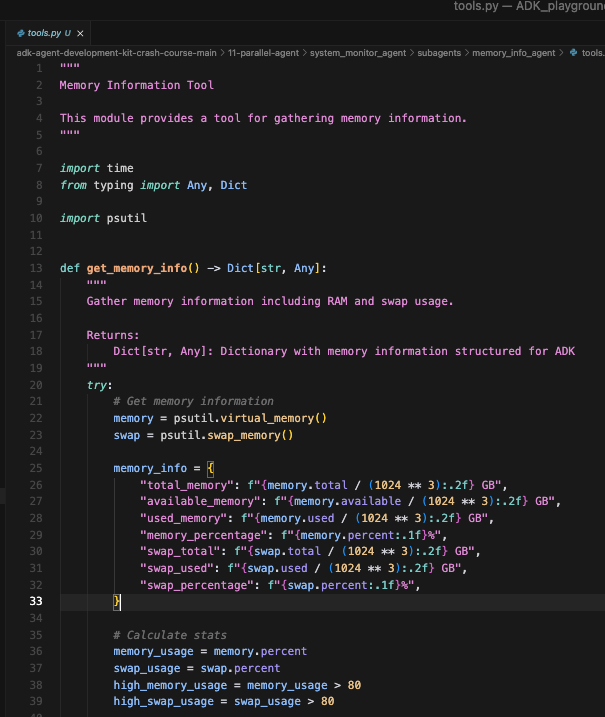 tools.py — ADK_playground
tools.py U ×
adk-agent-development-kit-crash-course-main > 11-parallel-agent > system_monitor_agent > subagents > memory_info_agent > tools.
1 """
2 Memory Information Tool
3
4 This module provides a tool for gathering memory information.
5 """
6
7 import time
8 from typing import Any, Dict
9
10 import psutil
11
12
13 def get_memory_info() -> Dict[str, Any]:
14     """
15     Gather memory information including RAM and swap usage.
16
17     Returns:
18         Dict[str, Any]: Dictionary with memory information structured for ADK
19     """
20     try:
21         # Get memory information
22         memory = psutil.virtual_memory()
23         swap = psutil.swap_memory()
24
25         memory_info = {
26             "total_memory": f"{memory.total / (1024 ** 3):.2f} GB",
27             "available_memory": f"{memory.available / (1024 ** 3):.2f} GB",
28             "used_memory": f"{memory.used / (1024 ** 3):.2f} GB",
29             "memory_percentage": f"{memory.percent:.1f}%",
30             "swap_total": f"{swap.total / (1024 ** 3):.2f} GB",
31             "swap_used": f"{swap.used / (1024 ** 3):.2f} GB",
32             "swap_percentage": f"{swap.percent:.1f}%",
33         }
34
35         # Calculate stats
36         memory_usage = memory.percent
37         swap_usage = swap.percent
38         high_memory_usage = memory_usage > 80
39         high_swap_usage = swap_usage > 80
40